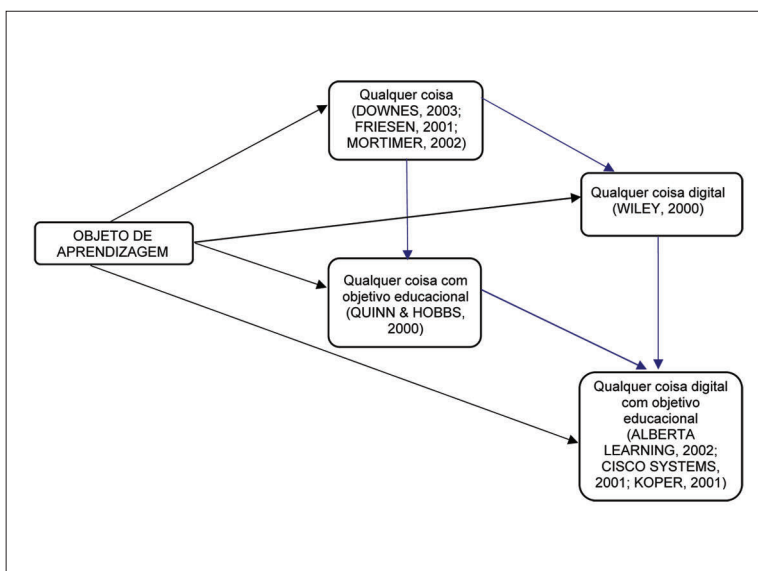 Qualquer coisa
(DOWNES, 2003;
FRIESEN, 2001;
MORTIMER, 2002)
Qualquer coisa digital
(WILEY, 2000)
OBJETO DE
APRENDIZAGEM
Qualquer coisa com
objetivo educacional
(QUINN & HOBBS,
2000)
Qualquer coisa digital
com objetivo
educacional
(ALBERTA
LEARNING, 2002;
CISCO SYSTEMS,
2001; KOPER, 2001)